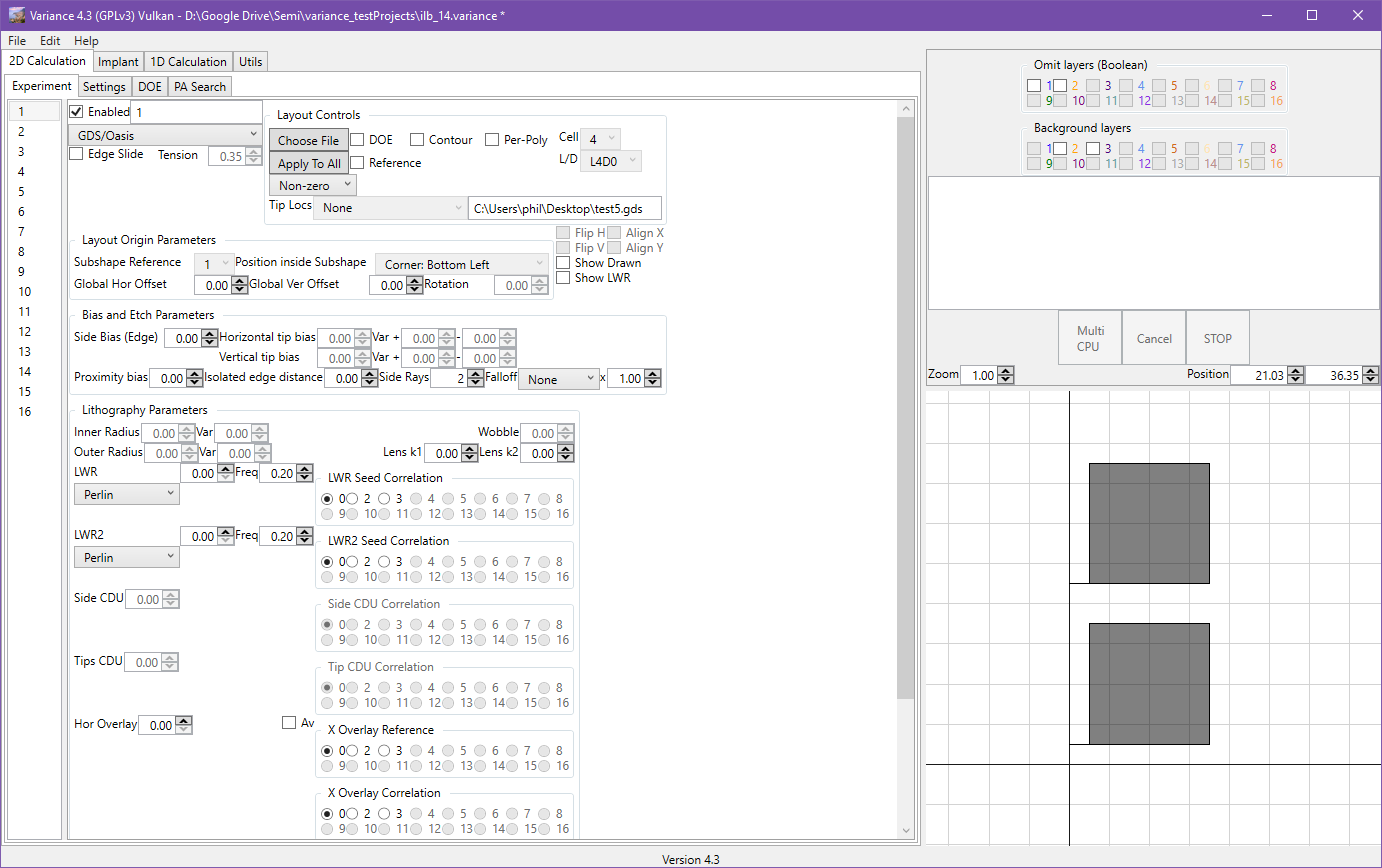 Variance 4.3 (GPLv3) Vulkan - D:\Google Drive\Semi\variance_testProjects\ilb_14.variance *
File Edit Help
2D Calculation Implant 1D Calculation Utils
Experiment Settings DOE PA Search
1
2
3
4
5
6
7
8
9
10
11
12
13
14
15
16
Enabled 1
GDS/Oasis
Edge Slide Tension 0.35
Layout Controls
Choose File DOE Contour Per-Poly Cell 4
Apply To All Reference L/D L4D0
Non-zero
Tip Locs None C:\Users\phil\Desktop\test5.gds
Layout Origin Parameters
Subshape Reference 1 Position inside Subshape Corner: Bottom Left
Global Hor Offset 0.00 Global Ver Offset 0.00 Rotation 0.00
Flip H Align X
Flip V Align Y
Show Drawn
Show LWR
Bias and Etch Parameters
Side Bias (Edge) 0.00 Horizontal tip bias 0.00 Var + 0.00 - 0.00
Vertical tip bias 0.00 Var + 0.00 - 0.00
Proximity bias 0.00 Isolated edge distance 0.00 Side Rays 2 Falloff None x 1.00
Lithography Parameters
Inner Radius 0.00 Var 0.00 Wobble 0.00
Outer Radius 0.00 Var 0.00 Lens k1 0.00 Lens k2 0.00
LWR 0.00 Freq 0.20
Perlin
LWR Seed Correlation
0 2 3 4 5 6 7 8
9 10 11 12 13 14 15 16
LWR2 0.00 Freq 0.20
Perlin
LWR2 Seed Correlation
0 2 3 4 5 6 7 8
9 10 11 12 13 14 15 16
Side CDU 0.00
Side CDU Correlation
0 2 3 4 5 6 7 8
9 10 11 12 13 14 15 16
Tips CDU 0.00
Tip CDU Correlation
0 2 3 4 5 6 7 8
9 10 11 12 13 14 15 16
Hor Overlay 0.00 Av
X Overlay Reference
0 2 3 4 5 6 7 8
9 10 11 12 13 14 15 16
X Overlay Correlation
0 2 3 4 5 6 7 8
9 10 11 12 13 14 15 16
Omit layers (Boolean)
1 2 3 4 5 6 7 8
9 10 11 12 13 14 15 16
Background layers
1 2 3 4 5 6 7 8
9 10 11 12 13 14 15 16
Multi CPU Cancel STOP
Zoom 1.00 Position 21.03 36.35
Version 4.3